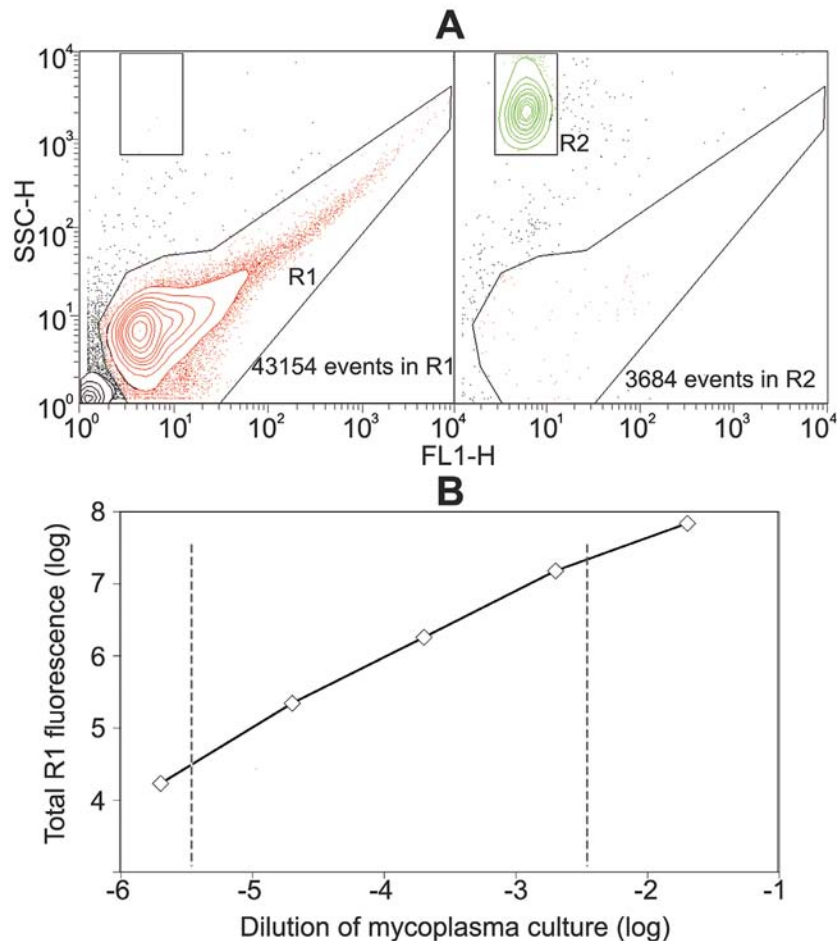 A
SSC-H
10⁴
10³
10²
10¹
10⁰
R1
43154 events in R1
R2
3684 events in R2
10⁰ 10¹ 10² 10³ 10⁴ 10¹ 10² 10³ 10⁴
FL1-H
B
Total R1 fluorescence (log)
8
7
6
5
4
-6 -5 -4 -3 -2 -1
Dilution of mycoplasma culture (log)